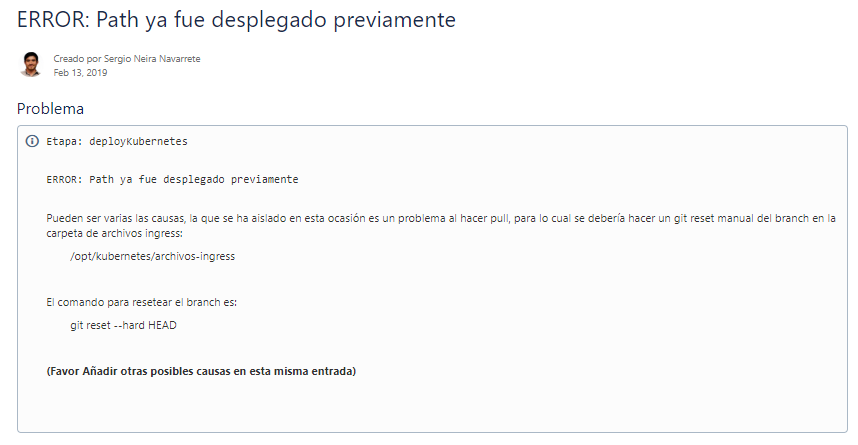 ERROR: Path ya fue desplegado previamente
Creado por Sergio Neira Navarrete
Feb 13, 2019
Problema
Etapa: deployKubernetes
ERROR: Path ya fue desplegado previamente
Pueden ser varias las causas, la que se ha aislado en esta ocasión es un problema al hacer pull, para lo cual se debería hacer un git reset manual del branch en la
carpeta de archivos ingress:
/opt/kubernetes/archivos-ingress
El comando para resetear el branch es:
git reset --hard HEAD
(Favor Añadir otras posibles causas en esta misma entrada)